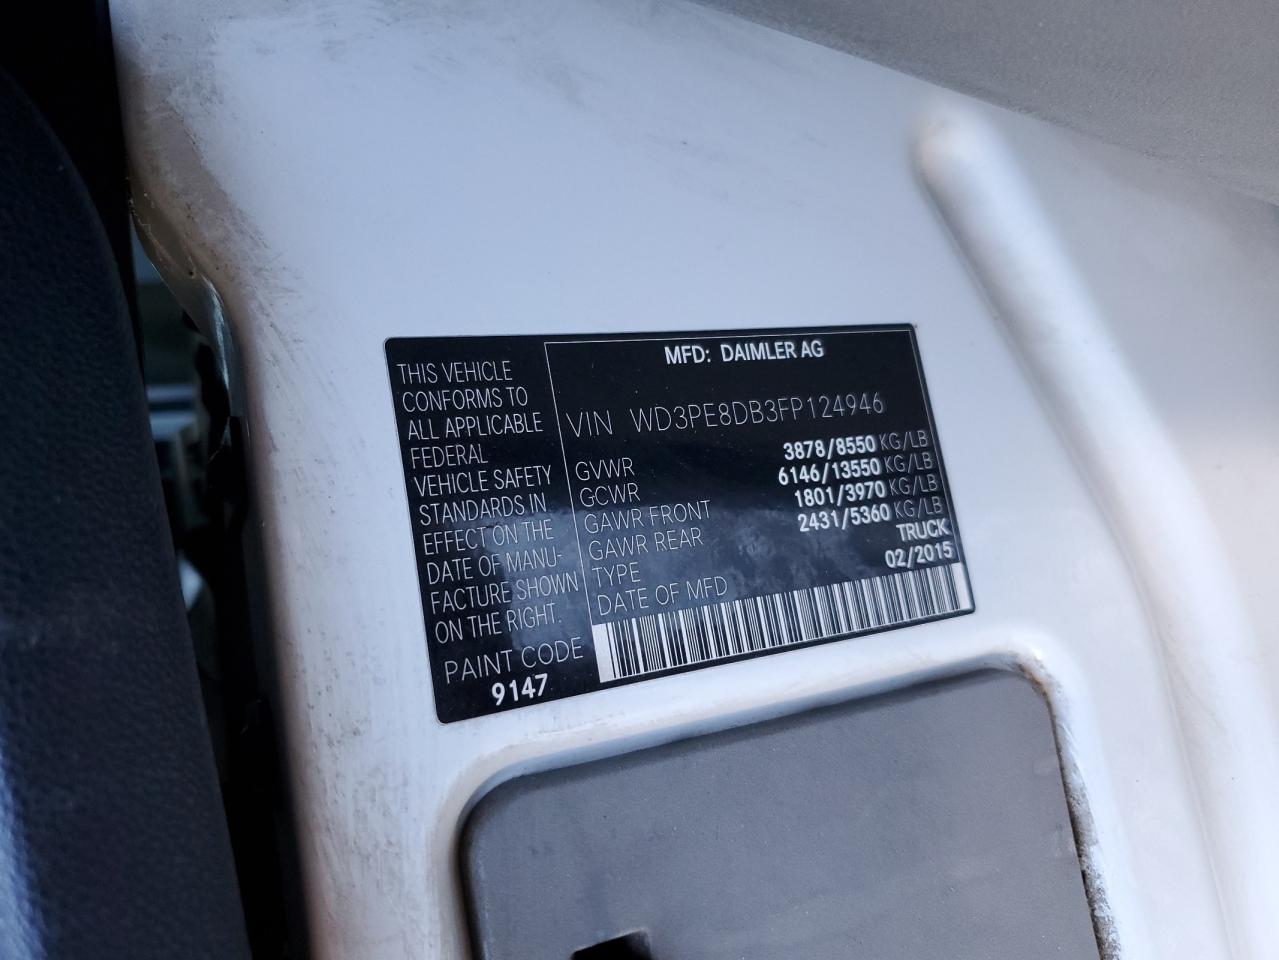 THIS VEHICLE
CONFORMS TO
ALL APPLICABLE
FEDERAL
VEHICLE SAFETY
STANDARDS IN
EFFECT ON THE
DATE OF MANU-
FACTURE SHOWN
ON THE RIGHT.
PAINT CODE
9147
MFD: DAIMLER AG
VIN WD3PE8DB3FP124946
GVWR 3878/8550 KG/LB
GCWR 6146/13550 KG/LB
GAWR FRONT 1801/3970 KG/LB
GAWR REAR 2431/5360 KG/LB
TYPE TRUCK
DATE OF MFD 02/2015